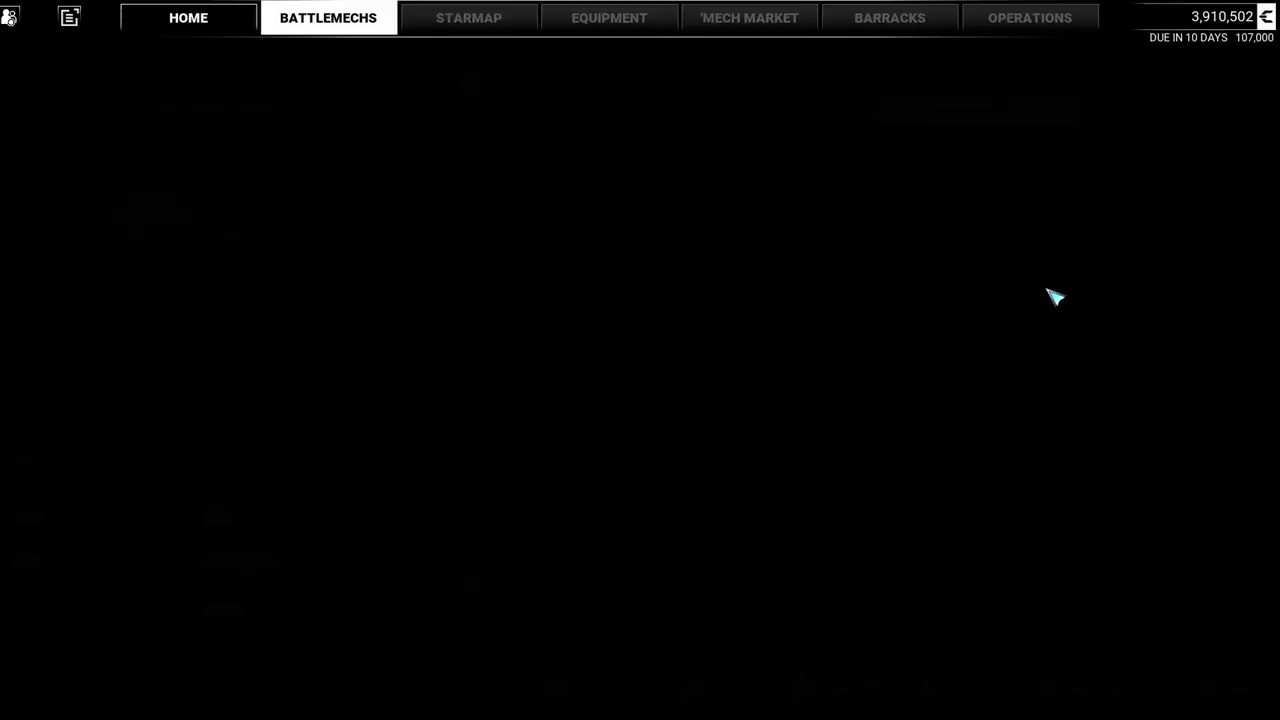 HOME
BATTLEMECHS
STARMAP
EQUIPMENT
'MECH MARKET
BARRACKS
OPERATIONS
3,910,502
DUE IN 10 DAYS 107,000